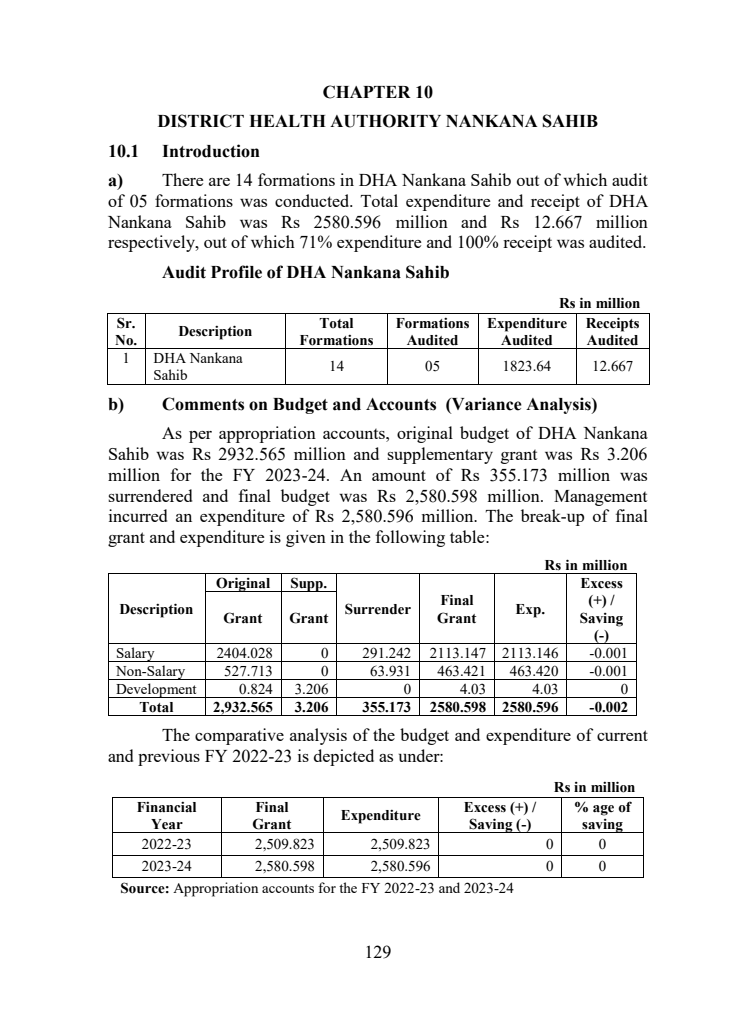 CHAPTER 10
DISTRICT HEALTH AUTHORITY NANKANA SAHIB
10.1 Introduction
a) There are 14 formations in DHA Nankana Sahib out of which audit
of 05 formations was conducted. Total expenditure and receipt of DHA
Nankana Sahib was Rs 2580.596 million and Rs 12.667 million
respectively, out of which 71% expenditure and 100% receipt was audited.
Audit Profile of DHA Nankana Sahib
Rs in million
Sr. No. Description Total Formations Formations Audited Expenditure Audited Receipts Audited
1 DHA Nankana Sahib 14 05 1823.64 12.667
b) Comments on Budget and Accounts (Variance Analysis)
As per appropriation accounts, original budget of DHA Nankana
Sahib was Rs 2932.565 million and supplementary grant was Rs 3.206
million for the FY 2023-24. An amount of Rs 355.173 million was
surrendered and final budget was Rs 2,580.598 million. Management
incurred an expenditure of Rs 2,580.596 million. The break-up of final
grant and expenditure is given in the following table:
Rs in million
Description Original Grant Supp. Grant Surrender Final Grant Exp. Excess (+) / Saving (-)
Salary 2404.028 0 291.242 2113.147 2113.146 -0.001
Non-Salary 527.713 0 63.931 463.421 463.420 -0.001
Development 0.824 3.206 0 4.03 4.03 0
Total 2,932.565 3.206 355.173 2580.598 2580.596 -0.002
The comparative analysis of the budget and expenditure of current
and previous FY 2022-23 is depicted as under:
Rs in million
Financial Year Final Grant Expenditure Excess (+) / Saving (-) % age of saving
2022-23 2,509.823 2,509.823 0 0
2023-24 2,580.598 2,580.596 0 0
Source: Appropriation accounts for the FY 2022-23 and 2023-24
129